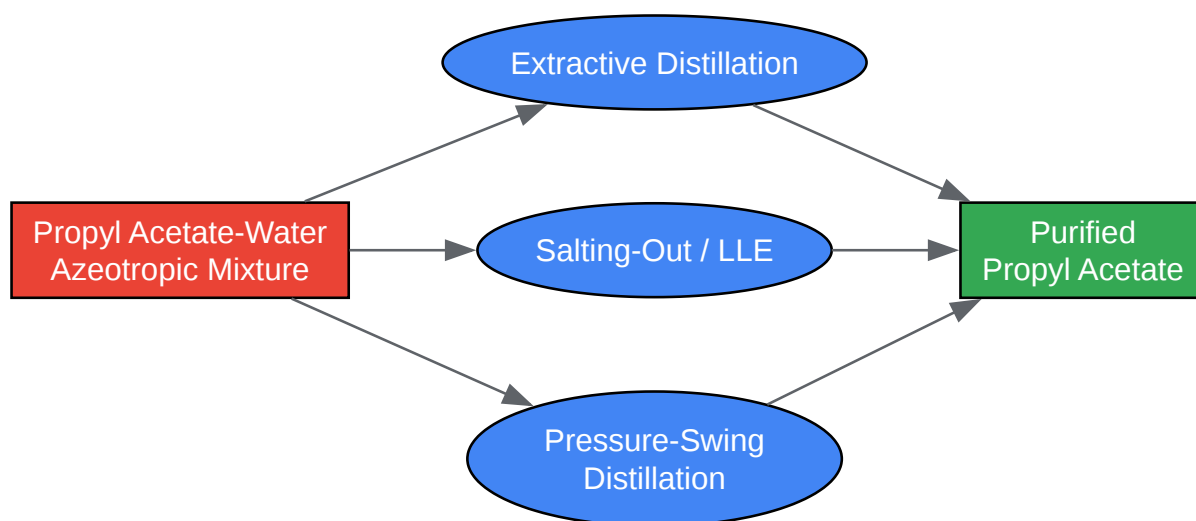 Extractive Distillation
Propyl Acetate-Water
Azeotropic Mixture
Salting-Out / LLE
Purified
Propyl Acetate
Pressure-Swing
Distillation